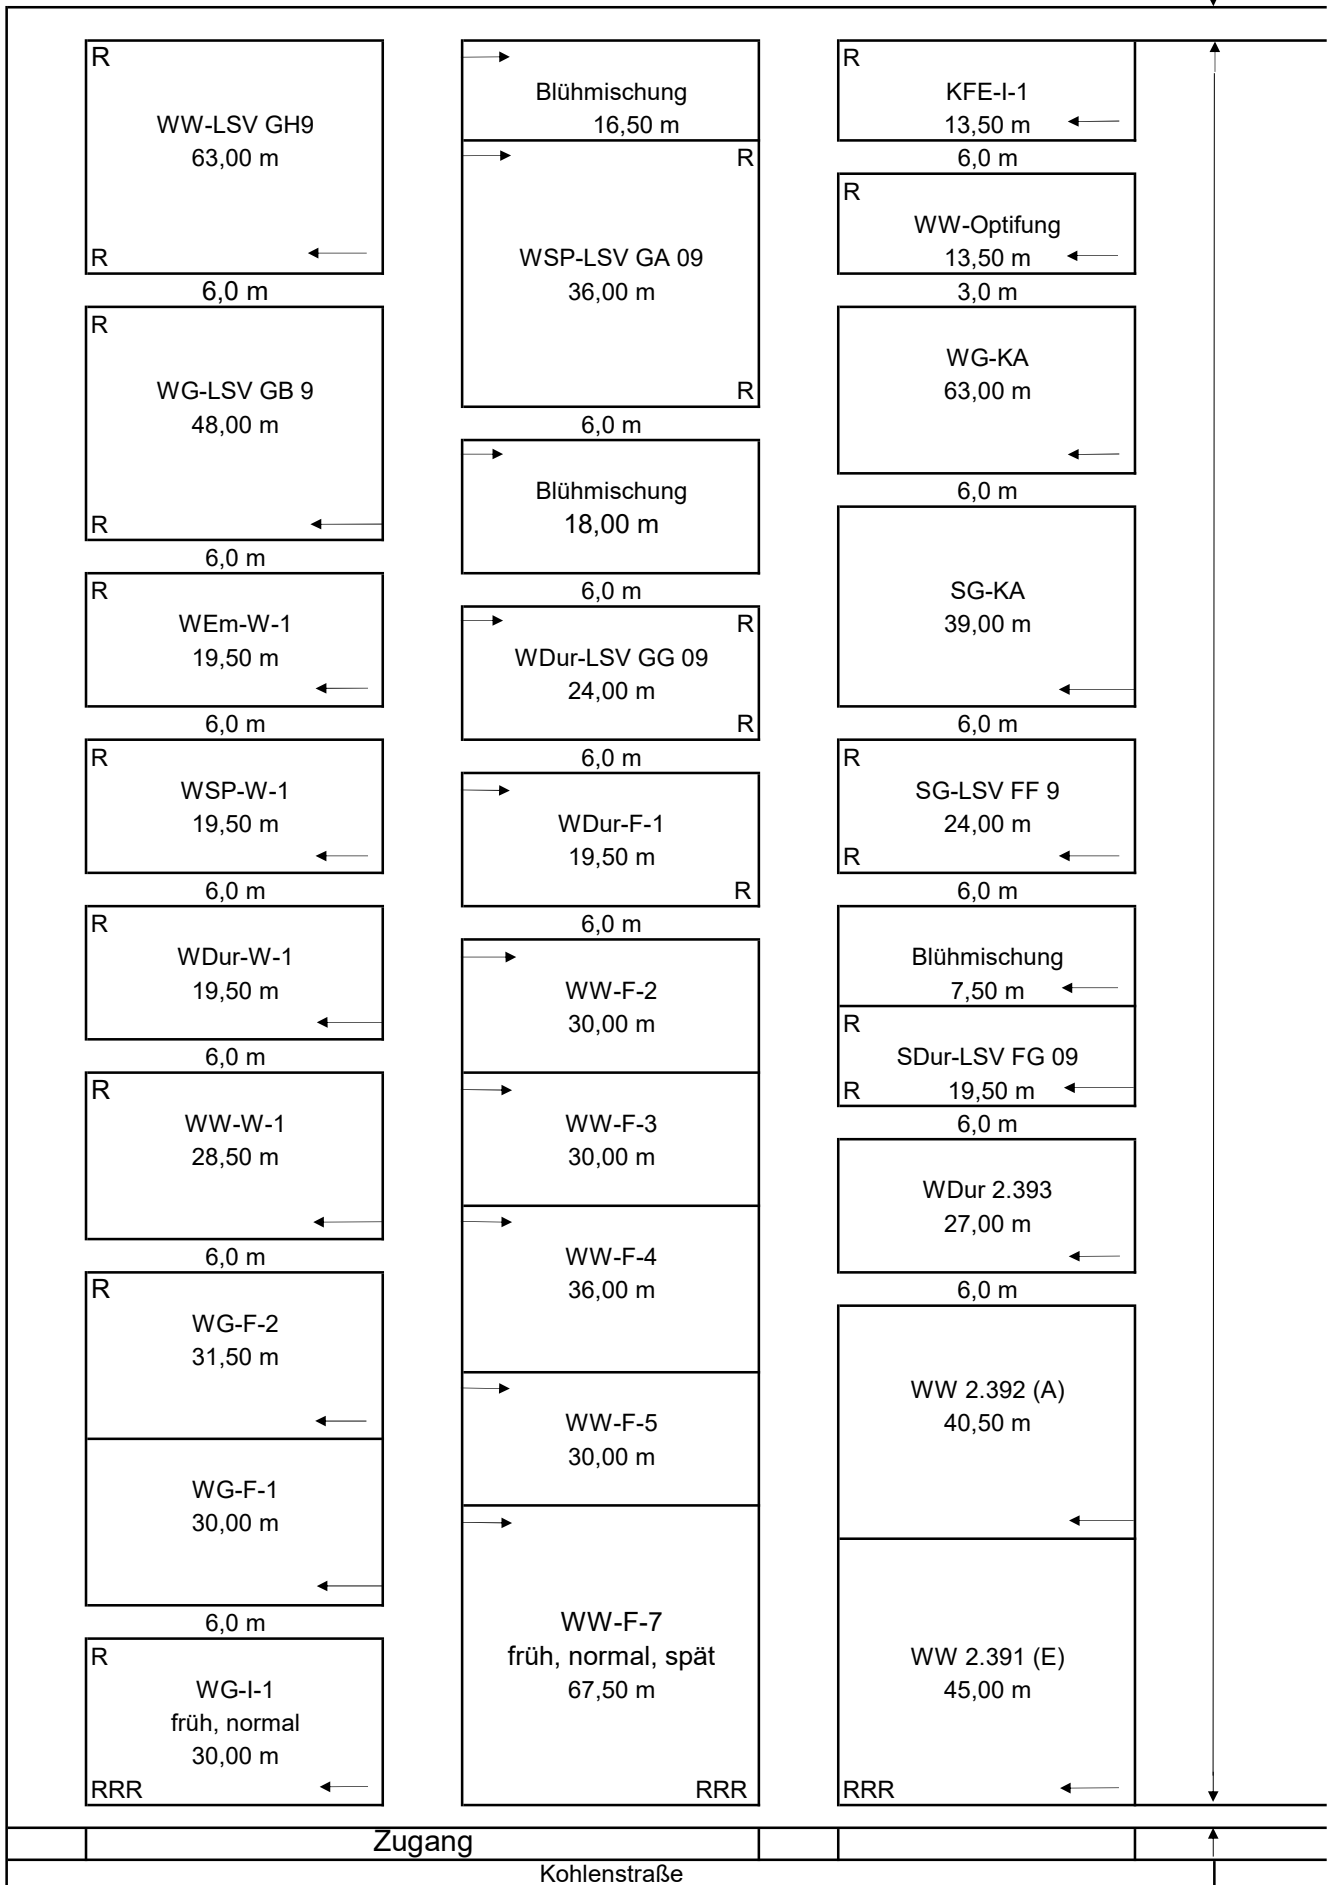 R
WW-LSV GH9
63,00 m
R
6,0 m
R
WG-LSV GB 9
48,00 m
R
6,0 m
R
WEm-W-1
19,50 m
6,0 m
R
WSP-W-1
19,50 m
6,0 m
R
WDur-W-1
19,50 m
6,0 m
R
WW-W-1
28,50 m
6,0 m
R
WG-F-2
31,50 m
WG-F-1
30,00 m
6,0 m
R
WG-I-1
früh, normal
30,00 m
RRR
Blühmischung
16,50 m
R
WSP-LSV GA 09
36,00 m
R
6,0 m
Blühmischung
18,00 m
6,0 m
R
WDur-LSV GG 09
24,00 m
R
6,0 m
WDur-F-1
19,50 m
R
6,0 m
WW-F-2
30,00 m
WW-F-3
30,00 m
WW-F-4
36,00 m
WW-F-5
30,00 m
WW-F-7
früh, normal, spät
67,50 m
RRR
R
KFE-I-1
13,50 m
6,0 m
R
WW-Optifung
13,50 m
3,0 m
WG-KA
63,00 m
6,0 m
SG-KA
39,00 m
6,0 m
R
SG-LSV FF 9
24,00 m
R
6,0 m
Blühmischung
7,50 m
R
SDur-LSV FG 09
R 19,50 m
6,0 m
WDur 2.393
27,00 m
6,0 m
WW 2.392 (A)
40,50 m
WW 2.391 (E)
45,00 m
RRR
Zugang
Kohlenstraße